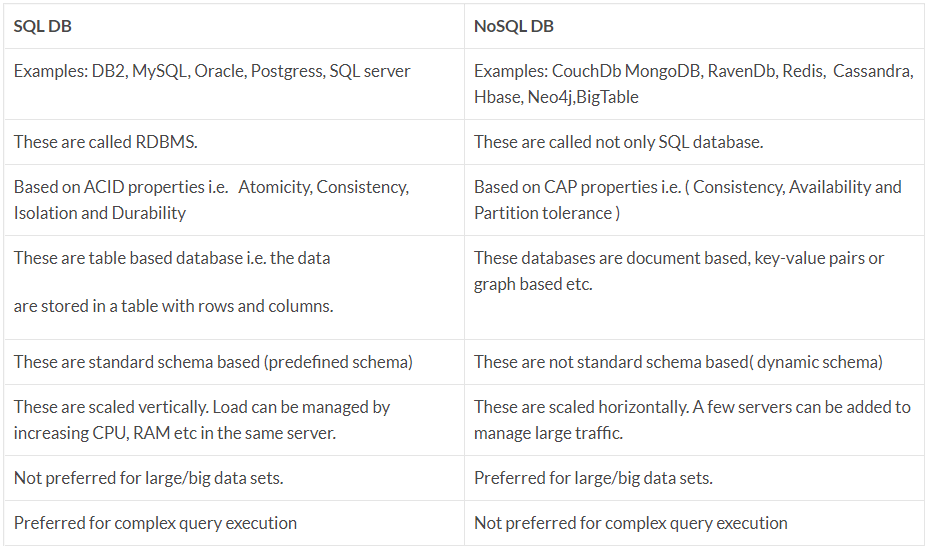 SQL DB
NoSQL DB
Examples: DB2, MySQL, Oracle, Postgress, SQL server
Examples: CouchDb MongoDB, RavenDb, Redis, Cassandra,
Hbase, Neo4j,BigTable
These are called RDBMS.
These are called not only SQL database.
Based on ACID properties i.e. Atomicity, Consistency,
Isolation and Durability
Based on CAP properties i.e. ( Consistency, Availability and
Partition tolerance )
These are table based database i.e. the data
are stored in a table with rows and columns.
These databases are document based, key-value pairs or
graph based etc.
These are standard schema based (predefined schema)
These are not standard schema based( dynamic schema)
These are scaled vertically. Load can be managed by
increasing CPU, RAM etc in the same server.
These are scaled horizontally. A few servers can be added to
manage large traffic.
Not preferred for large/big data sets.
Preferred for large/big data sets.
Preferred for complex query execution
Not preferred for complex query execution